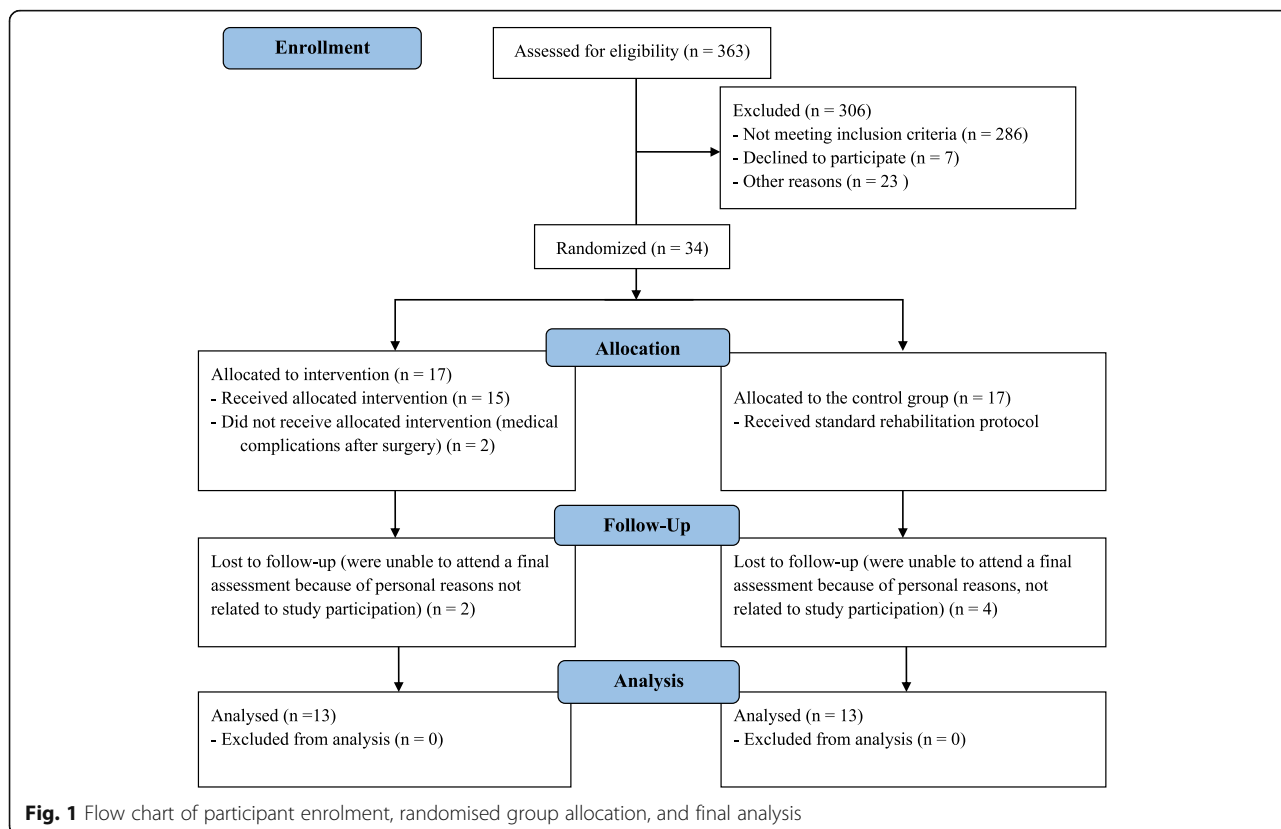 Enrollment
Assessed for eligibility (n = 363)
Excluded (n = 306)
- Not meeting inclusion criteria (n = 286)
- Declined to participate (n = 7)
- Other reasons (n = 23 )
Randomized (n = 34)
Allocation
Allocated to intervention (n = 17)
- Received allocated intervention (n = 15)
- Did not receive allocated intervention (medical
complications after surgery) (n = 2)
Allocated to the control group (n = 17)
- Received standard rehabilitation protocol
Follow-Up
Lost to follow-up (were unable to attend a final
assessment because of personal reasons not
related to study participation) (n = 2)
Lost to follow-up (were unable to attend a final
assessment because of personal reasons, not
related to study participation) (n = 4)
Analysis
Analysed (n =13)
- Excluded from analysis (n = 0)
Analysed (n = 13)
- Excluded from analysis (n = 0)
Fig. 1 Flow chart of participant enrolment, randomised group allocation, and final analysis